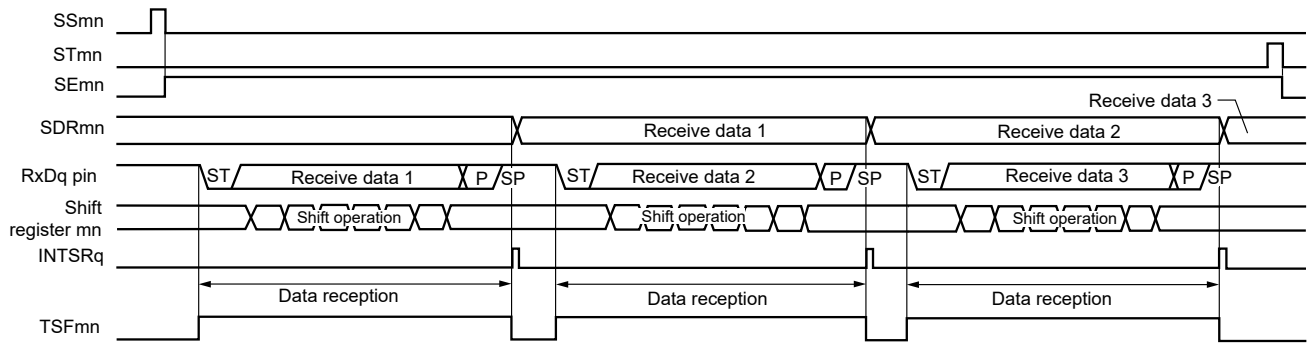 SSmn
STmn
SEmn
Receive data 3
SDRmn Receive data 1 Receive data 2
RxDq pin ST Receive data 1 P SP ST Receive data 2 P SP ST Receive data 3 P SP
Shift
register mn Shift operation Shift operation Shift operation
INTSRq
Data reception Data reception Data reception
TSFmn